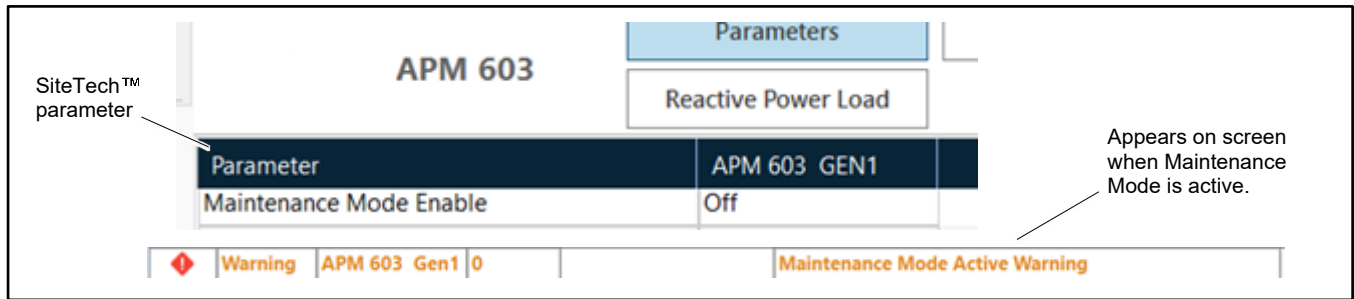 Parameters
APM 603
Reactive Power Load
SiteTech™
parameter
Appears on screen
when Maintenance
Mode is active.
Parameter APM 603 GEN1
Maintenance Mode Enable Off
Warning APM 603 Gen1 0 Maintenance Mode Active Warning